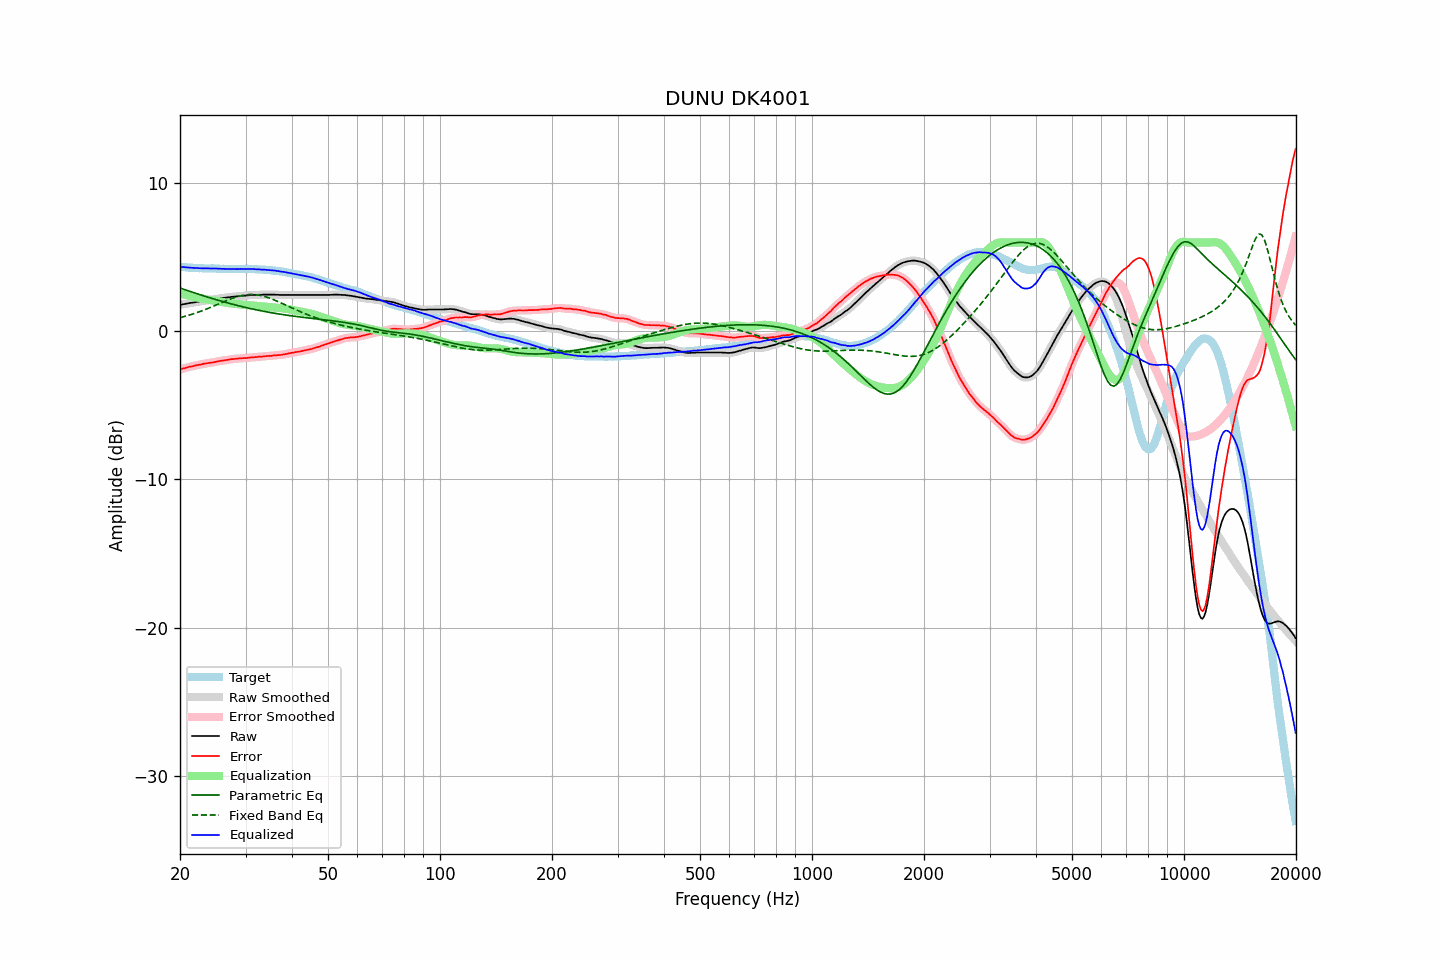 DUNU DK4001
Amplitude (dBr)
10
0
−10
−20
−30
Target
Raw Smoothed
Error Smoothed
Raw
Error
Equalization
Parametric Eq
Fixed Band Eq
Equalized
20 50 100 200 500 1000 2000 5000 10000 20000
Frequency (Hz)